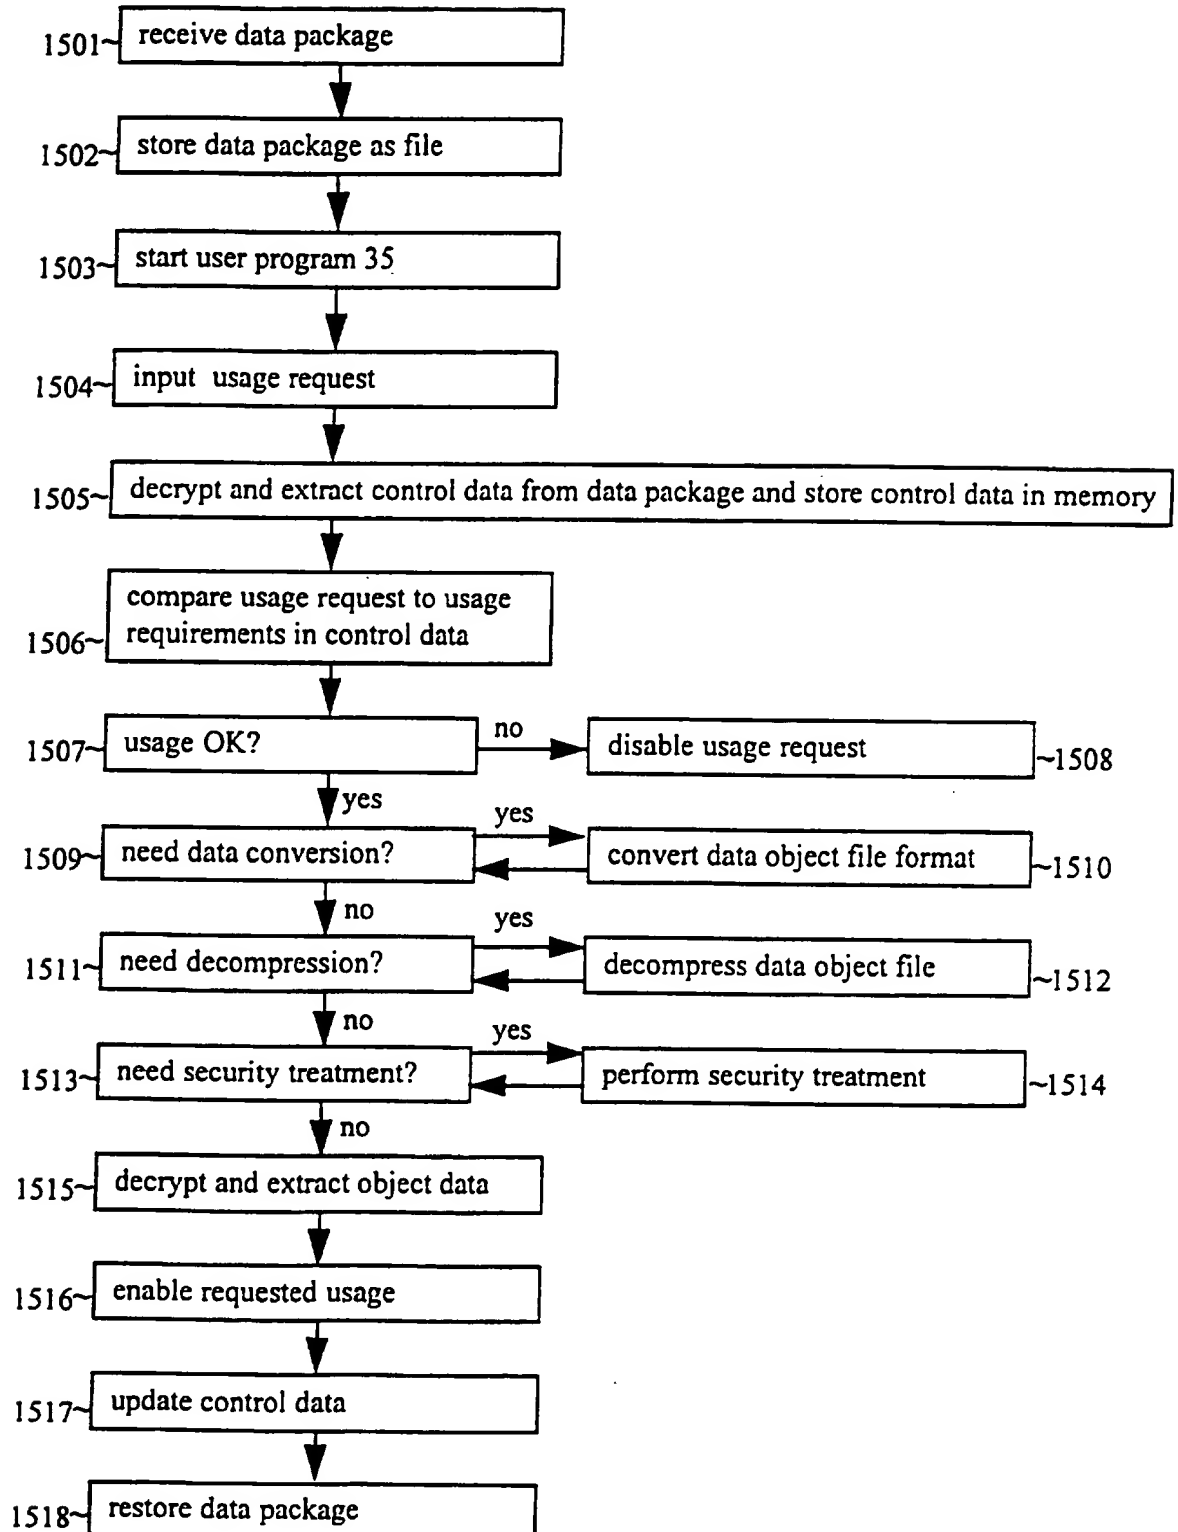 1501~ receive data package
1502~ store data package as file
1503~ start user program 35
1504~ input usage request
1505~ decrypt and extract control data from data package and store control data in memory
compare usage request to usage
1506~ requirements in control data
1507~ usage OK? no disable usage request ~1508
yes
yes
1509~ need data conversion? convert data object file format ~1510
no
yes
1511~ need decompression? decompress data object file ~1512
no
yes
1513~ need security treatment? perform security treatment ~1514
no
1515~ decrypt and extract object data
1516~ enable requested usage
1517~ update control data
1518~ restore data package